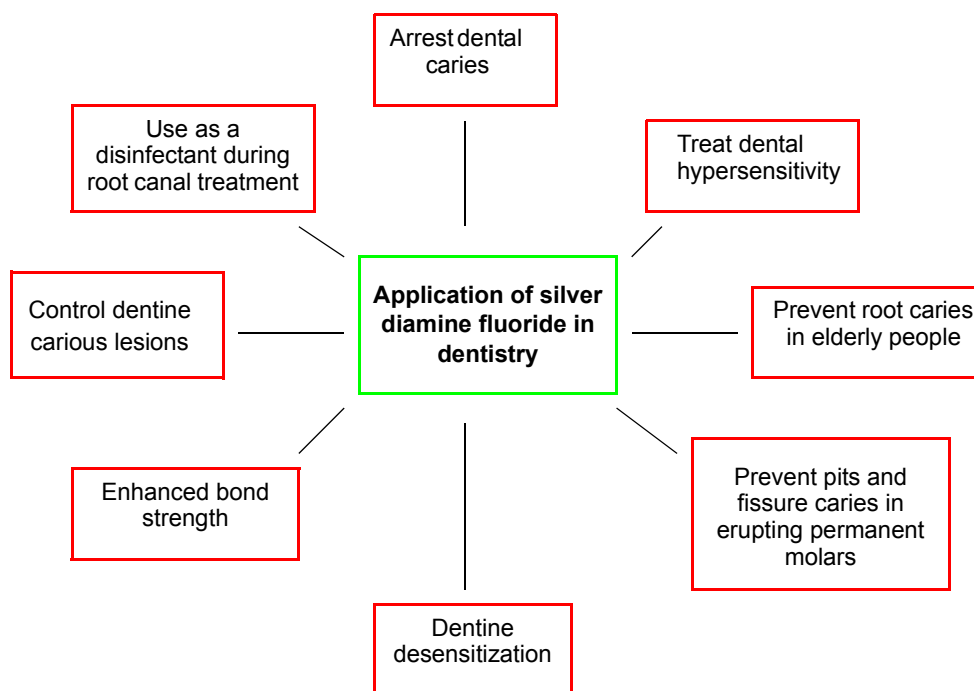 Arrest dental
caries
Use as a
disinfectant during
root canal treatment
Treat dental
hypersensitivity
Control dentine
carious lesions
Application of silver
diamine fluoride in
dentistry
Prevent root caries
in elderly people
Enhanced bond
strength
Prevent pits and
fissure caries in
erupting permanent
molars
Dentine
desensitization